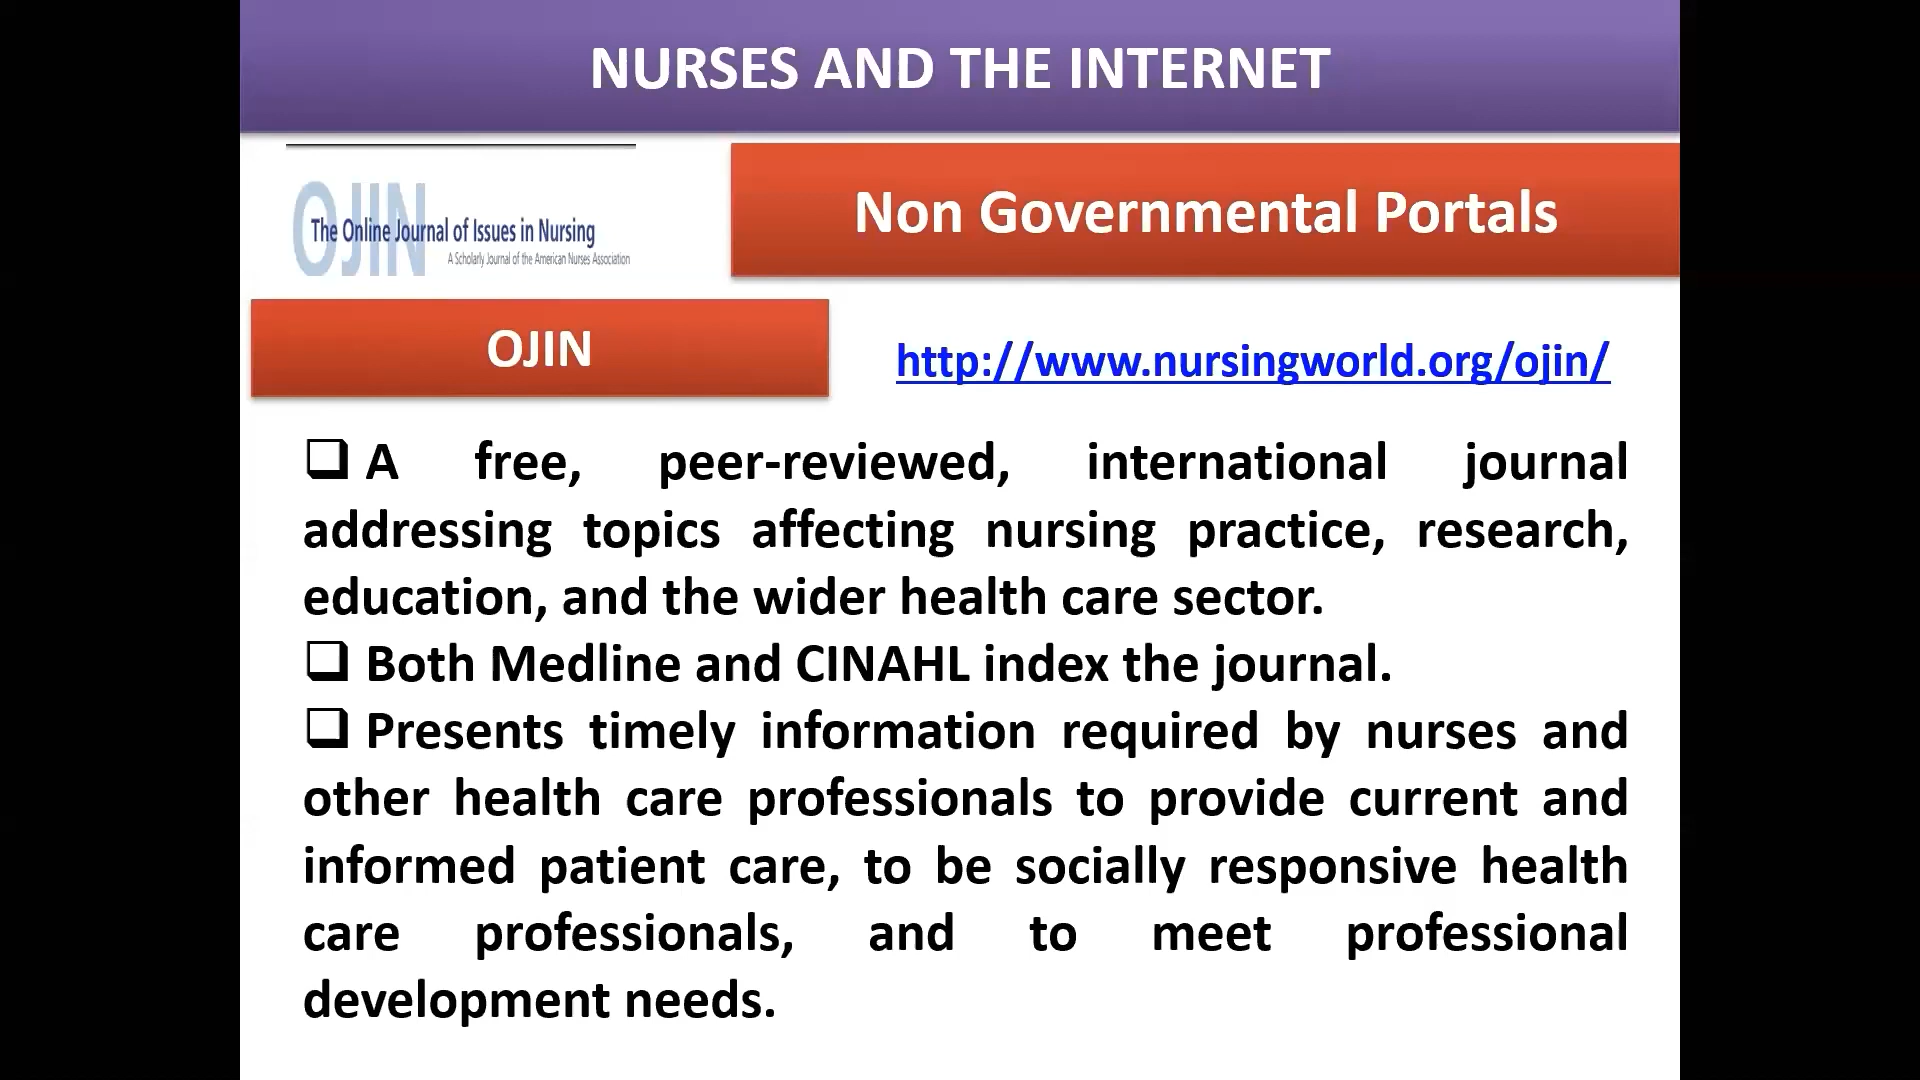 NURSES AND THE INTERNET
OJIN
The Online Journal of Issues in Nursing
A Scholarly Journal of the American Nurses Association
Non Governmental Portals
OJIN
http://www.nursingworld.org/ojin/
❑ A free, peer-reviewed, international journal
addressing topics affecting nursing practice, research,
education, and the wider health care sector.
❑ Both Medline and CINAHL index the journal.
❑ Presents timely information required by nurses and
other health care professionals to provide current and
informed patient care, to be socially responsive health
care professionals, and to meet professional
development needs.